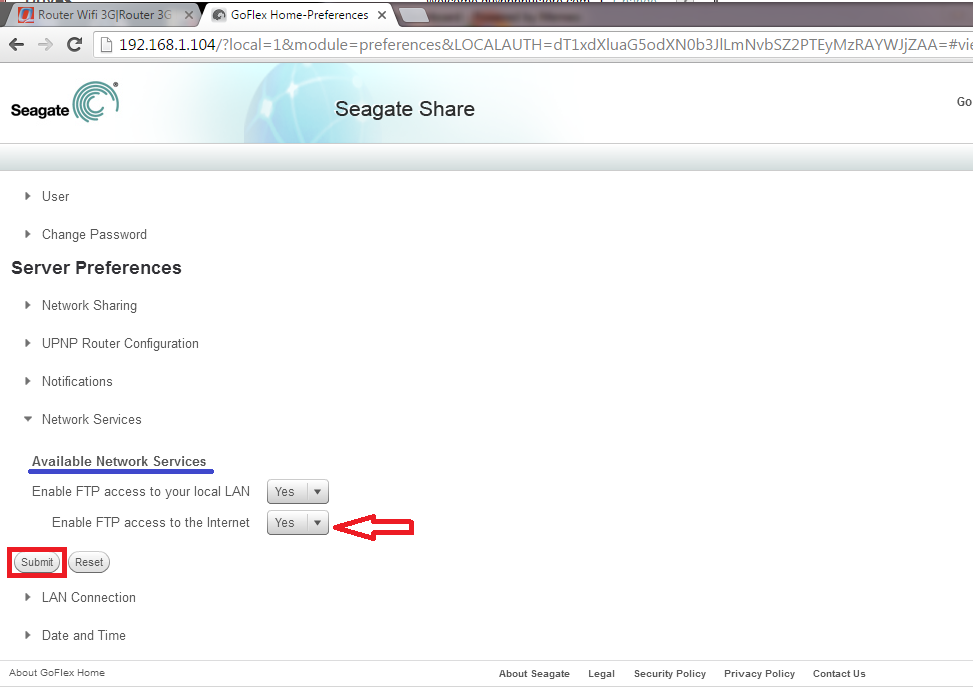 Router Wifi 3G|Router 3G
GoFlex Home-Preferences
192.168.1.104/?local=1&module=preferences&LOCALAUTH=dT1xdXluaG5odXN0b3JlLmNvbSZ2PTEyMzRAYWJjZAA=#vie
Seagate
Seagate Share
Go
User
Change Password
Server Preferences
Network Sharing
UPNP Router Configuration
Notifications
Network Services
Available Network Services
Enable FTP access to your local LAN Yes
Enable FTP access to the Internet Yes
Submit Reset
LAN Connection
Date and Time
About GoFlex Home About Seagate Legal Security Policy Privacy Policy Contact Us